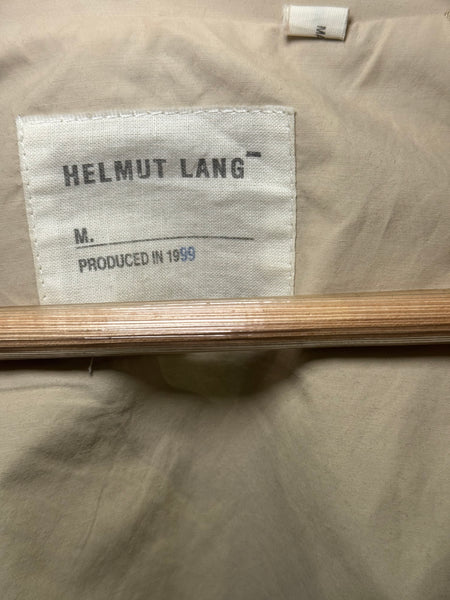 HELMUT LANG
M.
PRODUCED IN 1999